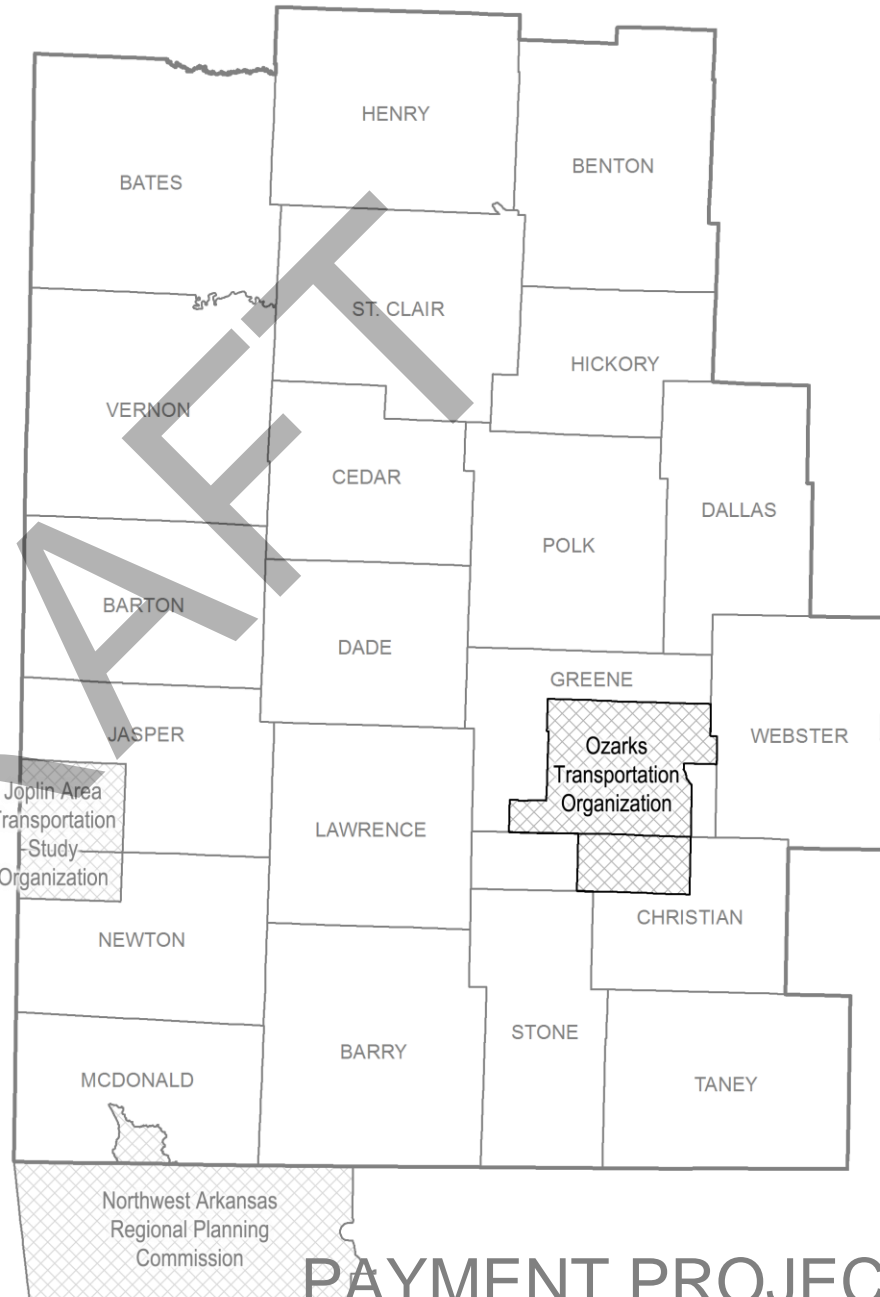 HENRY
BENTON
BATES
ST. CLAIR
HICKORY
VERNON
CEDAR
DALLAS
POLK
BARTON
DADE
GREENE
JASPER
WEBSTER
Ozarks
Transportation
Organization
Joplin Area
Transportation
Study
Organization
LAWRENCE
CHRISTIAN
NEWTON
STONE
BARRY
MCDONALD
TANEY
Northwest Arkansas
Regional Planning
Commission
AFT
PAYMENT PROJEC